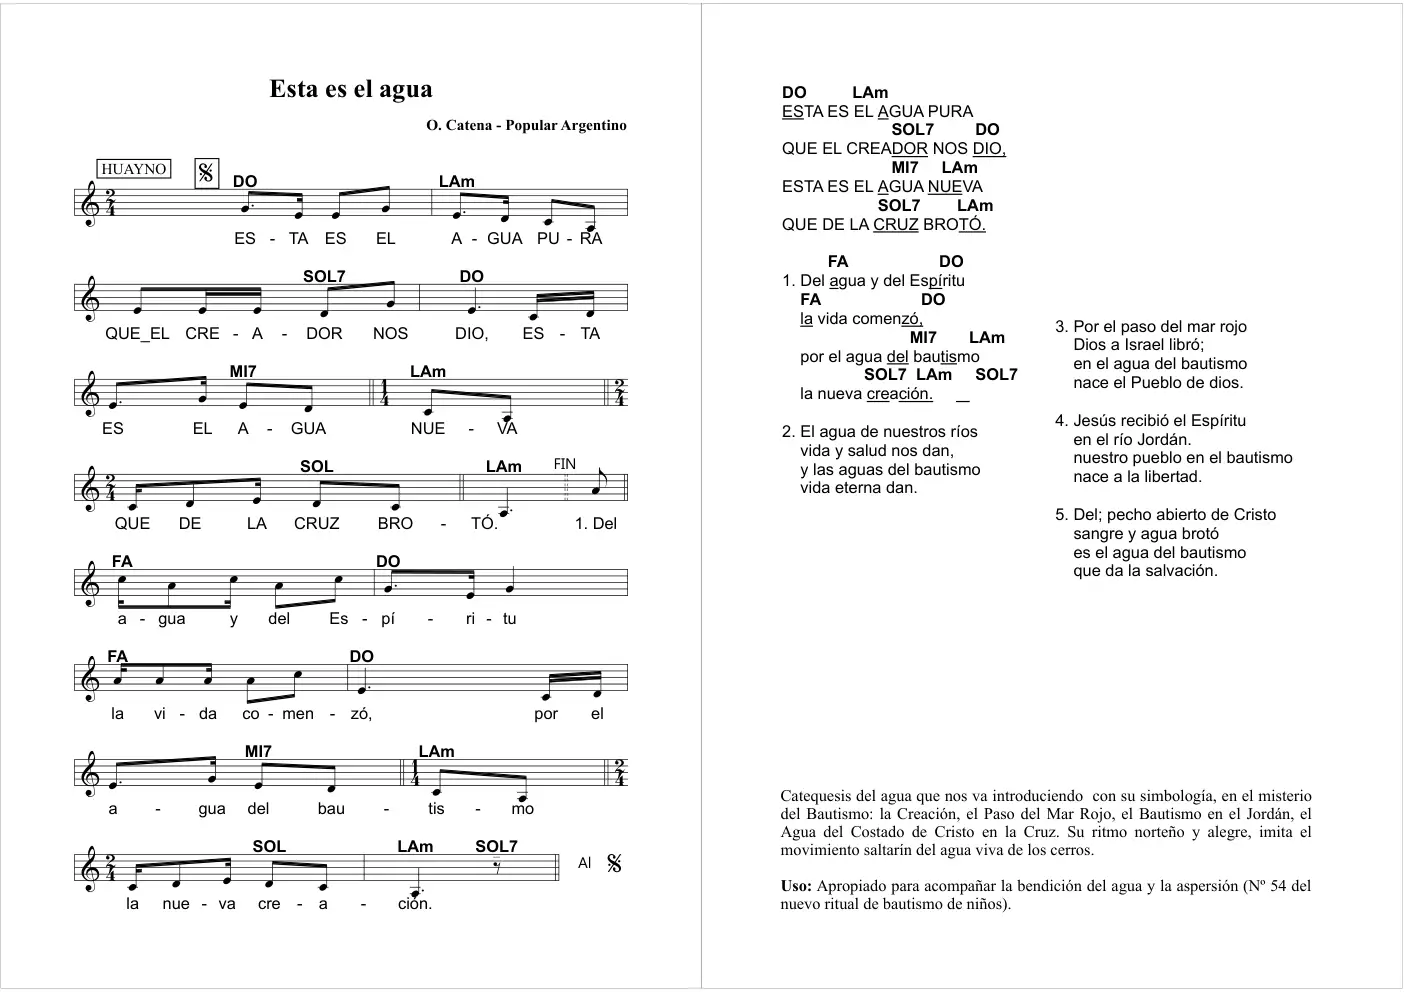 Esta es el agua
O. Catena - Popular Argentino
HUAYNO
DO LAm
2
4
ES - TA ES EL A - GUA PU - RA
SOL7 DO
QUE_EL CRE - A - DOR NOS DIO, ES - TA
MI7 LAm
1 2
4 4
ES EL A - GUA NUE - VA
SOL LAm FIN
2
4
QUE DE LA CRUZ BRO - TÓ. 1. Del
FA DO
a - gua y del Es - pí - ri - tu
FA DO
la vi - da co - men - zó, por el
MI7 LAm
1 2
4 4
a - gua del bau - tis - mo
SOL LAm SOL7
2
4
Al
la nue - va cre - a - ción.
DO LAm
ESTA ES EL AGUA PURA
SOL7 DO
QUE EL CREADOR NOS DIO,
MI7 LAm
ESTA ES EL AGUA NUEVA
SOL7 LAm
QUE DE LA CRUZ BROTÓ.
FA DO
1. Del agua y del Espíritu
FA DO
la vida comenzó,
MI7 LAm
por el agua del bautismo
SOL7 LAm SOL7
la nueva creación. _
2. El agua de nuestros ríos
vida y salud nos dan,
y las aguas del bautismo
vida eterna dan.
3. Por el paso del mar rojo
Dios a Israel libró;
en el agua del bautismo
nace el Pueblo de dios.
4. Jesús recibió el Espíritu
en el río Jordán.
nuestro pueblo en el bautismo
nace a la libertad.
5. Del; pecho abierto de Cristo
sangre y agua brotó
es el agua del bautismo
que da la salvación.
Catequesis del agua que nos va introduciendo con su simbología, en el misterio
del Bautismo: la Creación, el Paso del Mar Rojo, el Bautismo en el Jordán, el
Agua del Costado de Cristo en la Cruz. Su ritmo norteño y alegre, imita el
movimiento saltarín del agua viva de los cerros.
Uso: Apropiado para acompañar la bendición del agua y la aspersión (Nº 54 del
nuevo ritual de bautismo de niños).